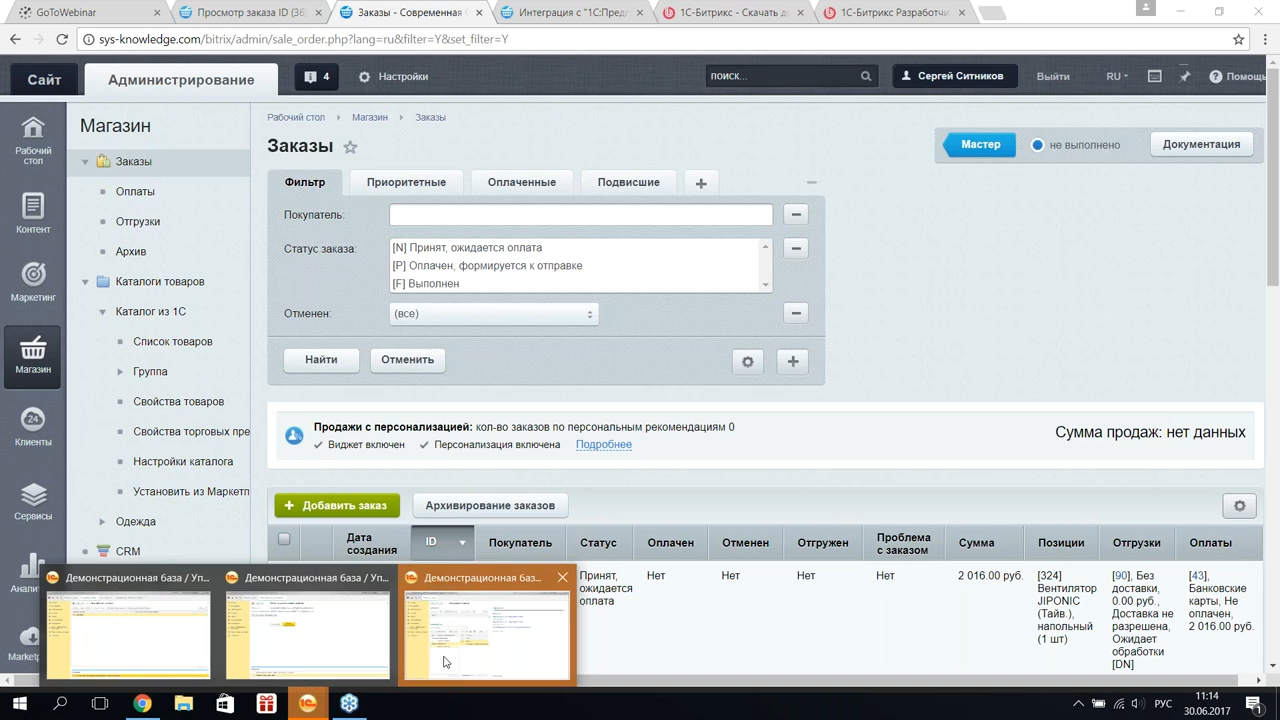 GoToWebinar
Просмотр заказа ID (36
Заказы - Современная
Интеграция с "1С:Пред
1С-Битрикс - Скачать д
1С-Битрикс Разработчи
sys-knowledge.com/bitrix/admin/sale_order.php?lang=ru&filter=Y&set_filter=Y
Сайт
Администрирование
4
Настройки
поиск...
Сергей Ситников
Выйти
RU
Помощь
Рабочий
стол
Контент
Маркетинг
Магазин
24
Клиенты
Сервисы
Аналит
Marketp
Магазин
Заказы
Оплаты
Отгрузки
Архив
Каталоги товаров
Каталог из 1С
Список товаров
Группа
Свойства товаров
Свойства торговых пре
Настройки каталога
Установить из Маркетп
Одежда
CRM
Рабочий стол
Магазин
Заказы
Заказы
Мастер
не выполнено
Документация
Фильтр
Приоритетные
Оплаченные
Подвисшие
Покупатель:
Статус заказа:
[N] Принят, ожидается оплата
[P] Оплачен, формируется к отправке
[F] Выполнен
Отменен:
(все)
Найти
Отменить
Продажи с персонализацией: кол-во заказов по персональным рекомендациям 0
Виджет включен
Персонализация включена
Подробнее
Сумма продаж: нет данных
Добавить заказ
Архивирование заказов
Дата
создания
ID
Покупатель
Статус
Оплачен
Отменен
Отгружен
Проблема
с заказом
Сумма
Позиции
Отгрузки
Оплаты
Принят,
ожидается
оплата
Нет
Нет
Нет
Нет
2 016.00 руб.
[324]
Вентилятор
JIPONIC
(Тайв.),
напольный
(1 шт)
[90], Без
доставки,
0.00 руб.,
Доставка не
разрешена,
Ожидает
обработки
[DN]
[43],
Банковские
карты, Не
оплачен,
2 016.00 руб.
Демонстрационная база / Уп...
Демонстрационная база / Уп...
Демонстрационная баз...
РУС
11:14
30.06.2017
1